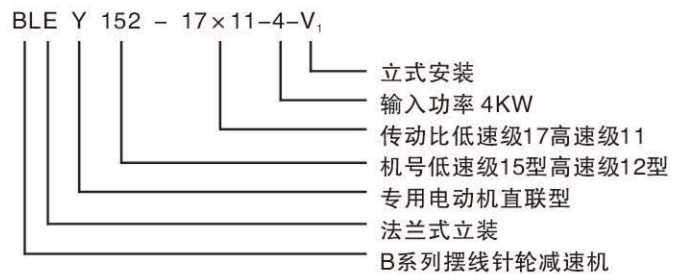 BLE Y 152 - 17×11-4-V₁
立式安装
输入功率 4KW
传动比低速级17高速级11
机号低速级15型高速级12型
专用电动机直联型
法兰式立装
B系列摆线针轮减速机